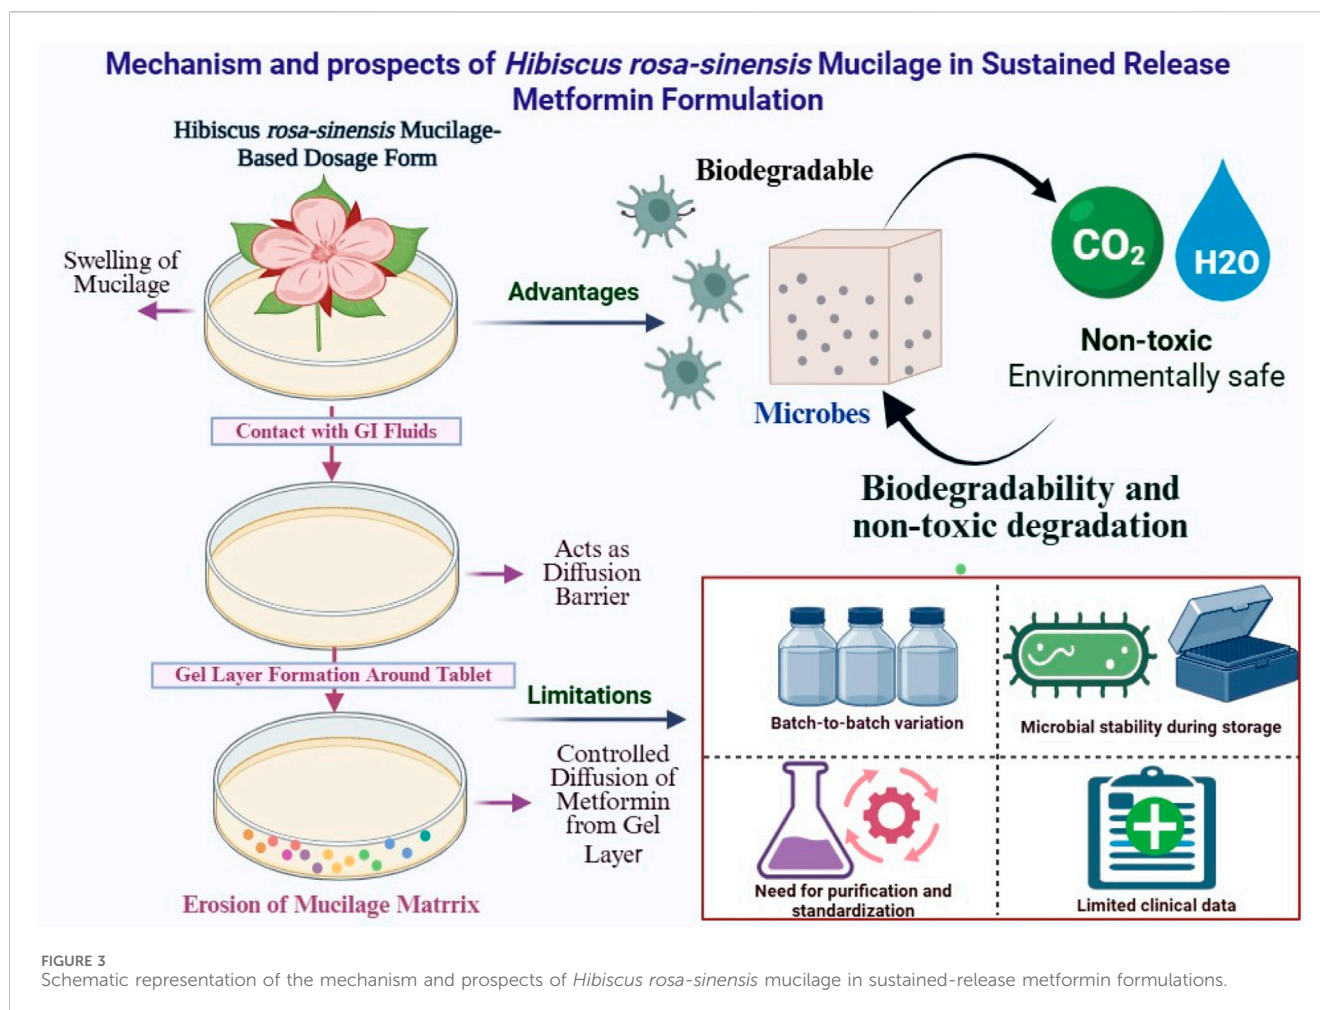 Mechanism and prospects of Hibiscus rosa-sinensis Mucilage in Sustained Release
Metformin Formulation
Hibiscus rosa-sinensis Mucilage-
Based Dosage Form
Swelling of
Mucilage
Advantages
Biodegradable
Microbes
CO₂
H2O
Non-toxic
Environmentally safe
Biodegradability and
non-toxic degradation
Contact with GI Fluids
Acts as
Diffusion
Barrier
Gel Layer Formation Around Tablet
Limitations
Controlled
Diffusion of
Metformin
from Gel
Layer
Erosion of Mucilage Matrrix
Batch-to-batch variation
Microbial stability during storage
Need for purification and
standardization
Limited clinical data
FIGURE 3
Schematic representation of the mechanism and prospects of Hibiscus rosa-sinensis mucilage in sustained-release metformin formulations.